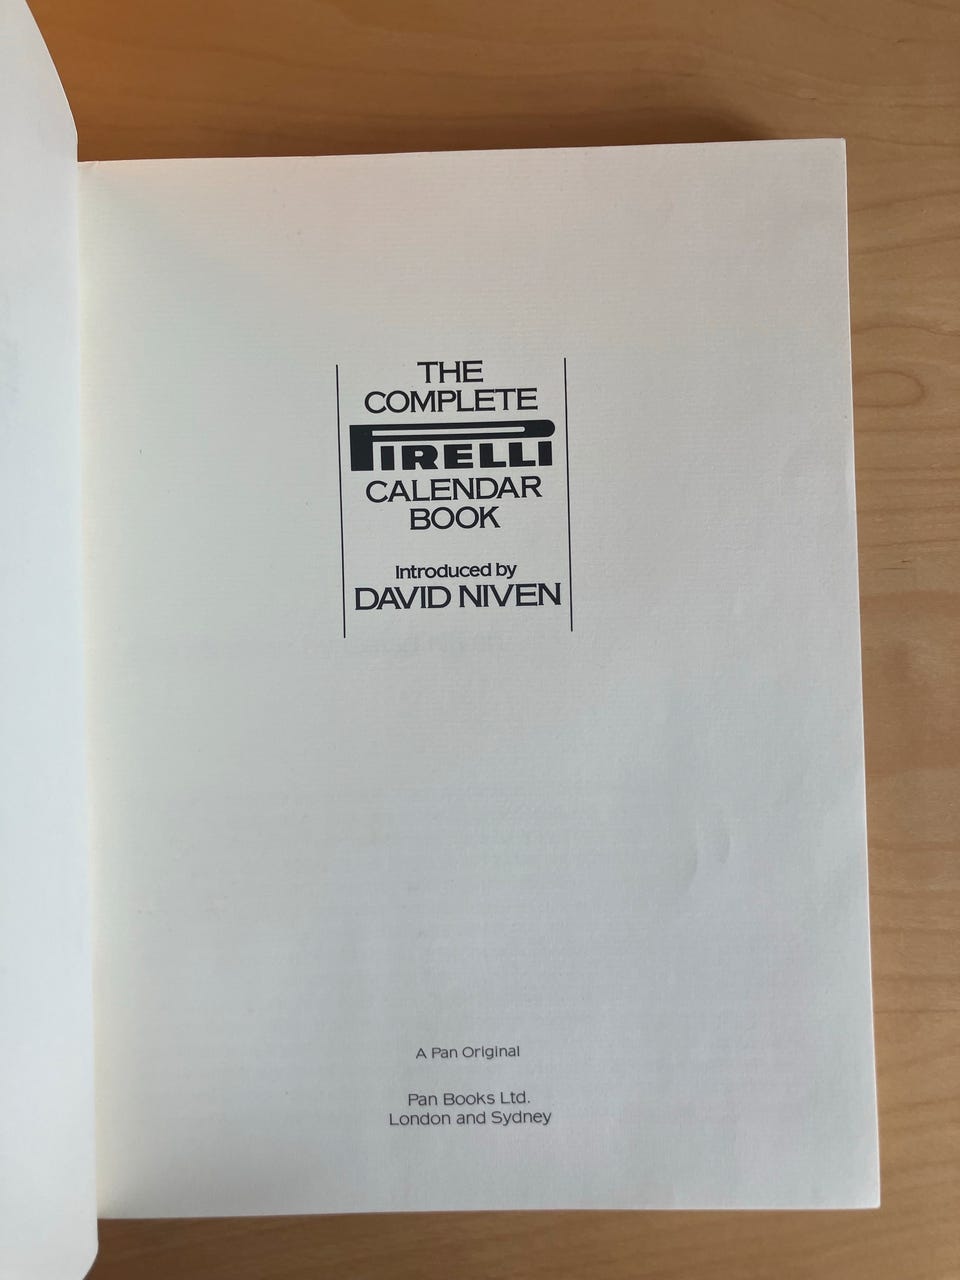 THE
COMPLETE
PIRELLI
CALENDAR
BOOK
Introduced by
DAVID NIVEN
A Pan Original
Pan Books Ltd.
London and Sydney